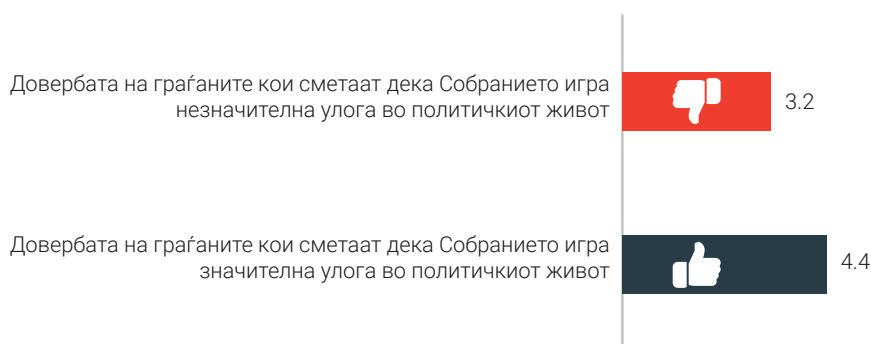 Довербата на граѓаните кои сметаат дека Собранието игра
незначителна улога во политичкиот живот
3.2
Довербата на граѓаните кои сметаат дека Собранието игра
значителна улога во политичкиот живот
4.4